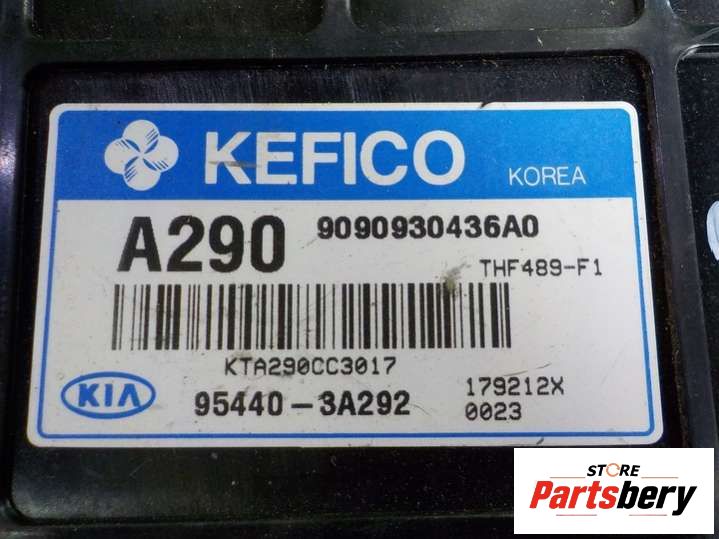 KEFICO KOREA
A290 9090930436A0
THF489-F1
KTA290CC3017
KIA 95440-3A292 179212X
0023
STORE
Partsbery